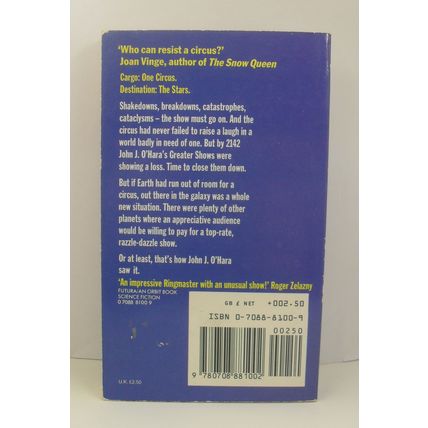 'Who can resist a circus?'
Joan Vinge, author of The Snow Queen
Cargo: One Circus.
Destination: The Stars.
Shakedowns, breakdowns, catastrophes,
cataclysms – the show must go on. And the
circus had never failed to raise a laugh in a
world badly in need of one. But by 2142
John J. O'Hara's Greater Shows were
showing a loss. Time to close them down.
But if Earth had run out of room for a
circus, out there in the galaxy was a whole
new situation. There were plenty of other
planets where an appreciative audience
would be willing to pay for a top-rate,
razzle-dazzle show.
Or at least, that's how John J. O'Hara
saw it.
'An impressive Ringmaster with an unusual show!' Roger Zelazny
FUTURA/AN ORBIT BOOK
SCIENCE FICTION
0 7088 8100 9
GB £ NET +002.50
ISBN 0-7088-8100-9
00250
9 780708 881002
U.K. £2.50